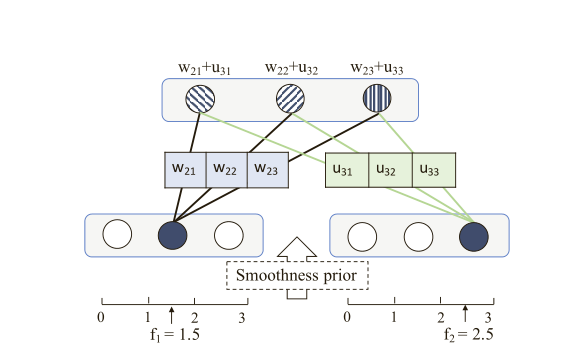 w₂₁+u₃₁ w₂₂+u₃₂ w₂₃+u₃₃
w₂₁ w₂₂ w₂₃ u₃₁ u₃₂ u₃₃
Smoothness prior
0 1 2 3 0 1 2 3
f₁ = 1.5 f₂ = 2.5